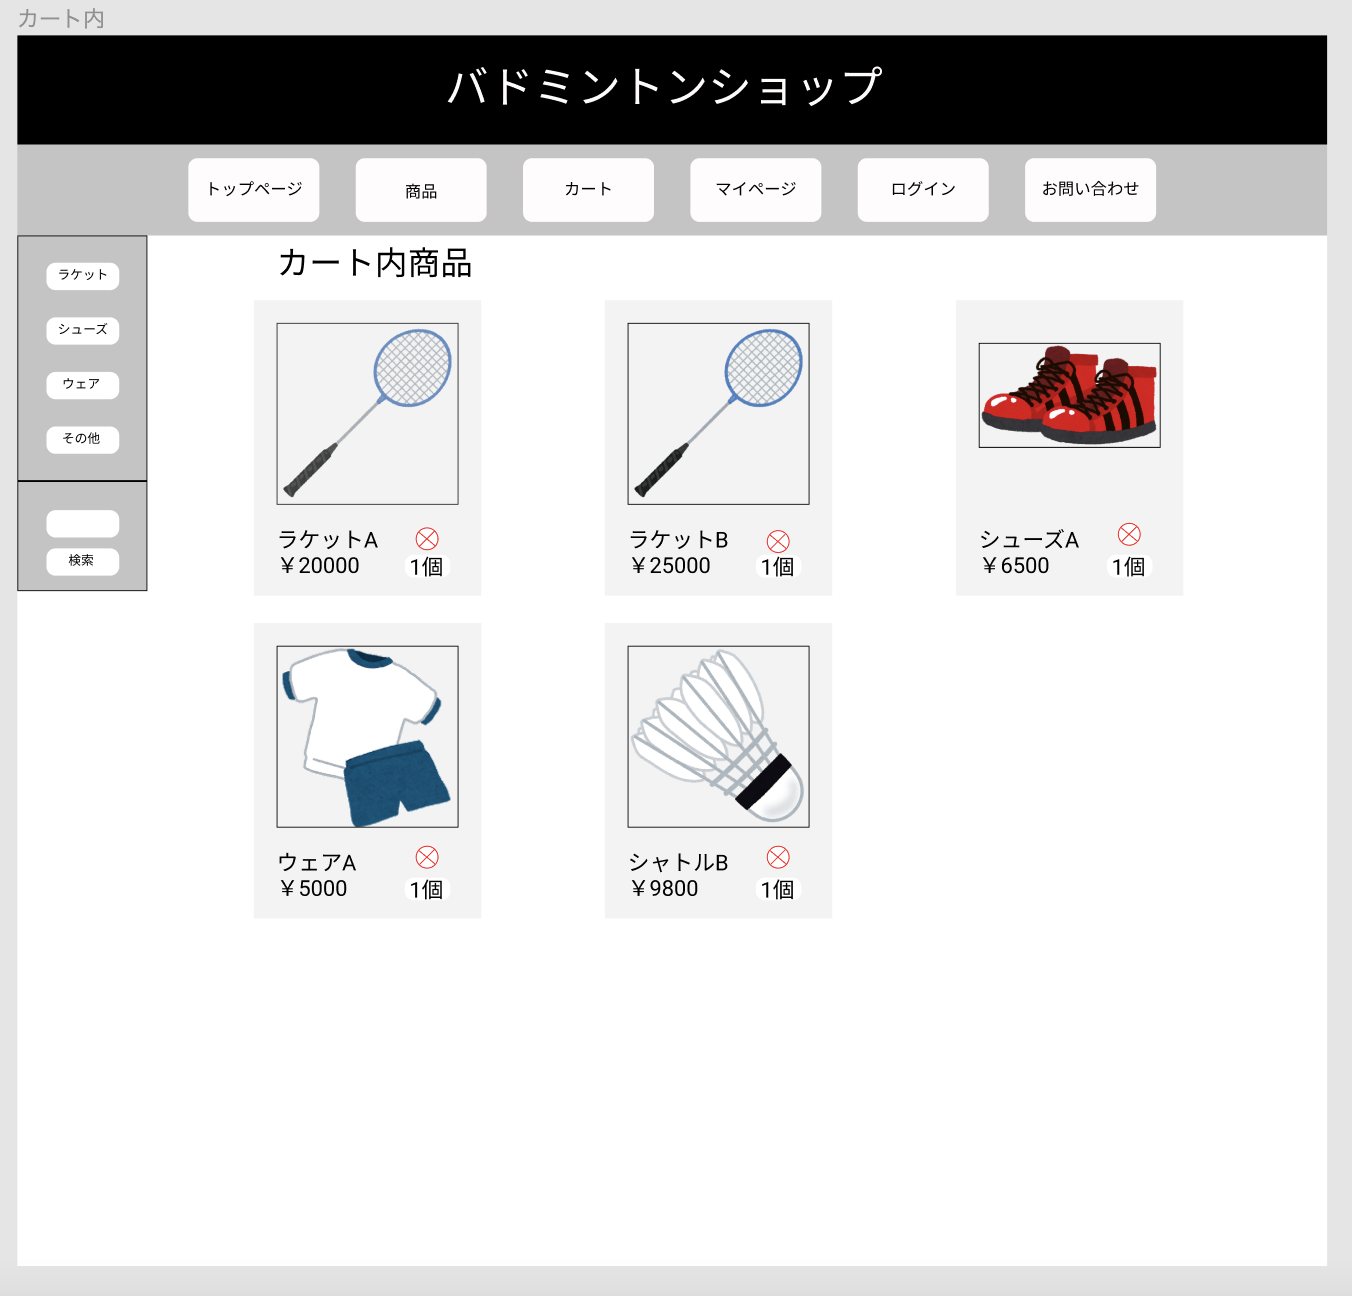 カート内
バドミントンショップ
トップページ
商品
カート
マイページ
ログイン
お問い合わせ
ラケット
シューズ
ウェア
その他
検索
カート内商品
ラケットA
￥20000
1個
ラケットB
￥25000
1個
シューズA
￥6500
1個
ウェアA
￥5000
1個
シャトルB
￥9800
1個